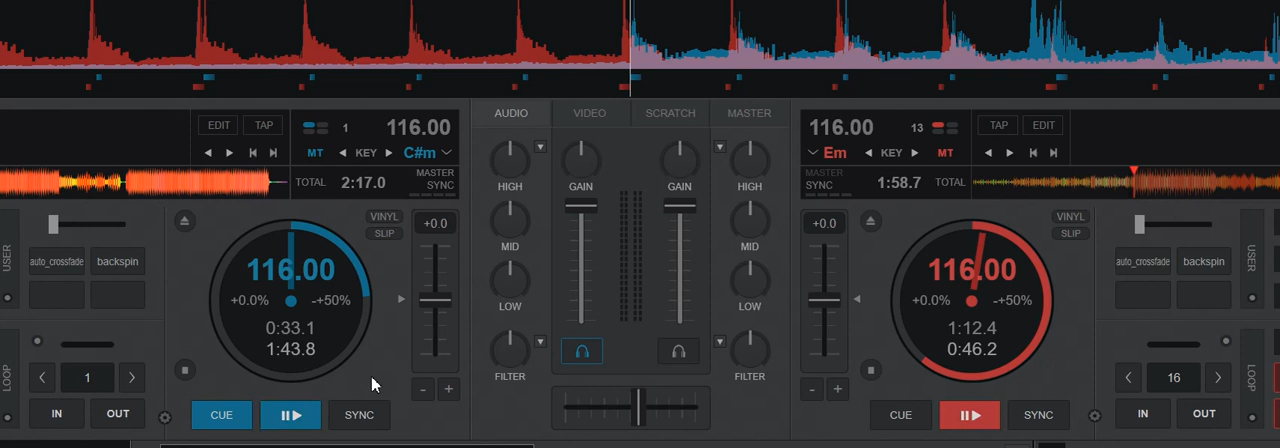 AUDIO VIDEO SCRATCH MASTER
EDIT TAP 1 116.00
MT KEY C#m
TOTAL 2:17.0 MASTER SYNC
116.00 13 TAP EDIT
Em KEY MT
MASTER SYNC 1:58.7 TOTAL
HIGH GAIN GAIN HIGH
MID MID
LOW LOW
FILTER FILTER
USER
auto_crossfade backspin
LOOP
1
IN OUT
VINYL
SLIP
+0.0
116.00
+0.0% -+50%
0:33.1
1:43.8
- +
CUE SYNC
+0.0
116.00
+0.0% -+50%
1:12.4
0:46.2
- +
CUE SYNC
VINYL
SLIP
auto_crossfade backspin
USER
16
LOOP
IN OUT